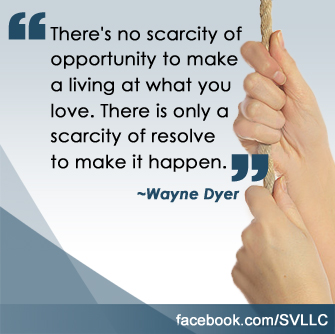 “ There's no scarcity of
opportunity to make
a living at what you
love. There is only a
scarcity of resolve
to make it happen. ”
~Wayne Dyer
facebook.com/SVLLC